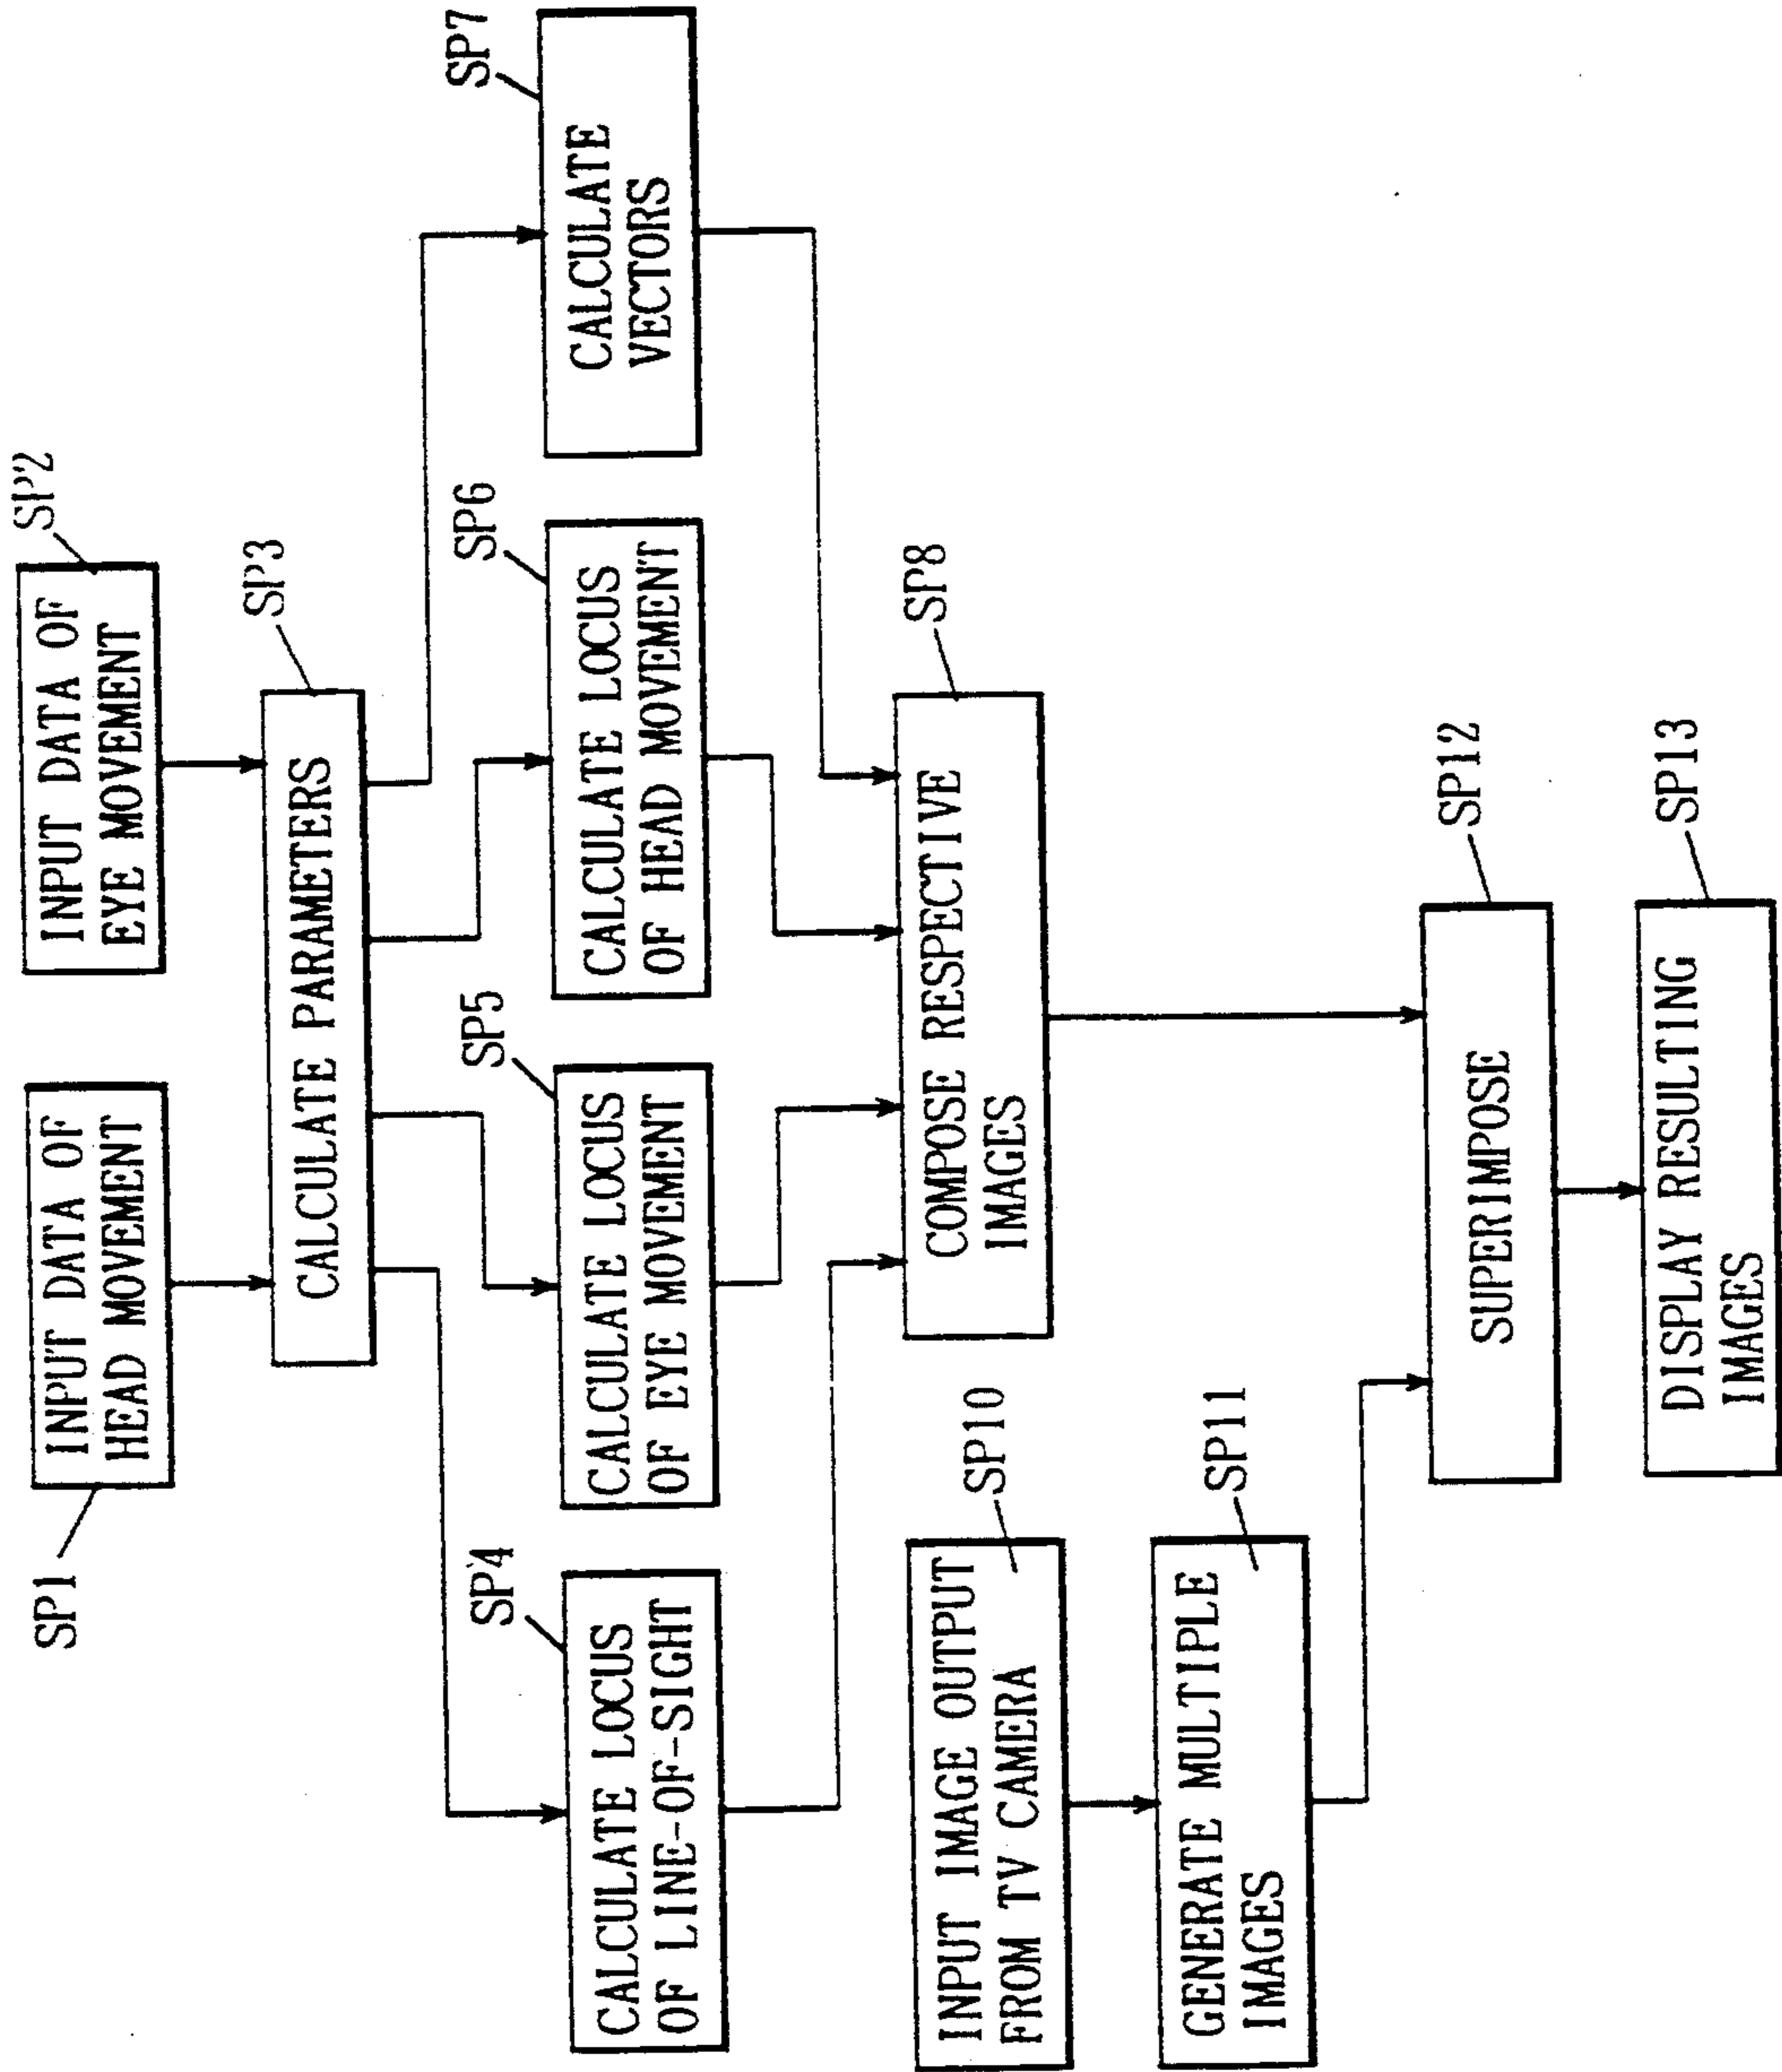 SP1
INPUT DATA OF
HEAD MOVEMENT
SP2
INPUT DATA OF
EYE MOVEMENT
SP3
CALCULATE PARAMETERS
SP4
CALCULATE LOCUS
OF LINE-OF-SIGHT
SP5
CALCULATE LOCUS
OF EYE MOVEMENT
SP6
CALCULATE LOCUS
OF HEAD MOVEMENT
SP7
CALCULATE
VECTORS
SP8
COMPOSE RESPECTIVE
IMAGES
SP10
INPUT IMAGE OUTPUT
FROM TV CAMERA
SP11
GENERATE MULTIPLE
IMAGES
SP12
SUPERIMPOSE
SP13
DISPLAY RESULTING
IMAGES